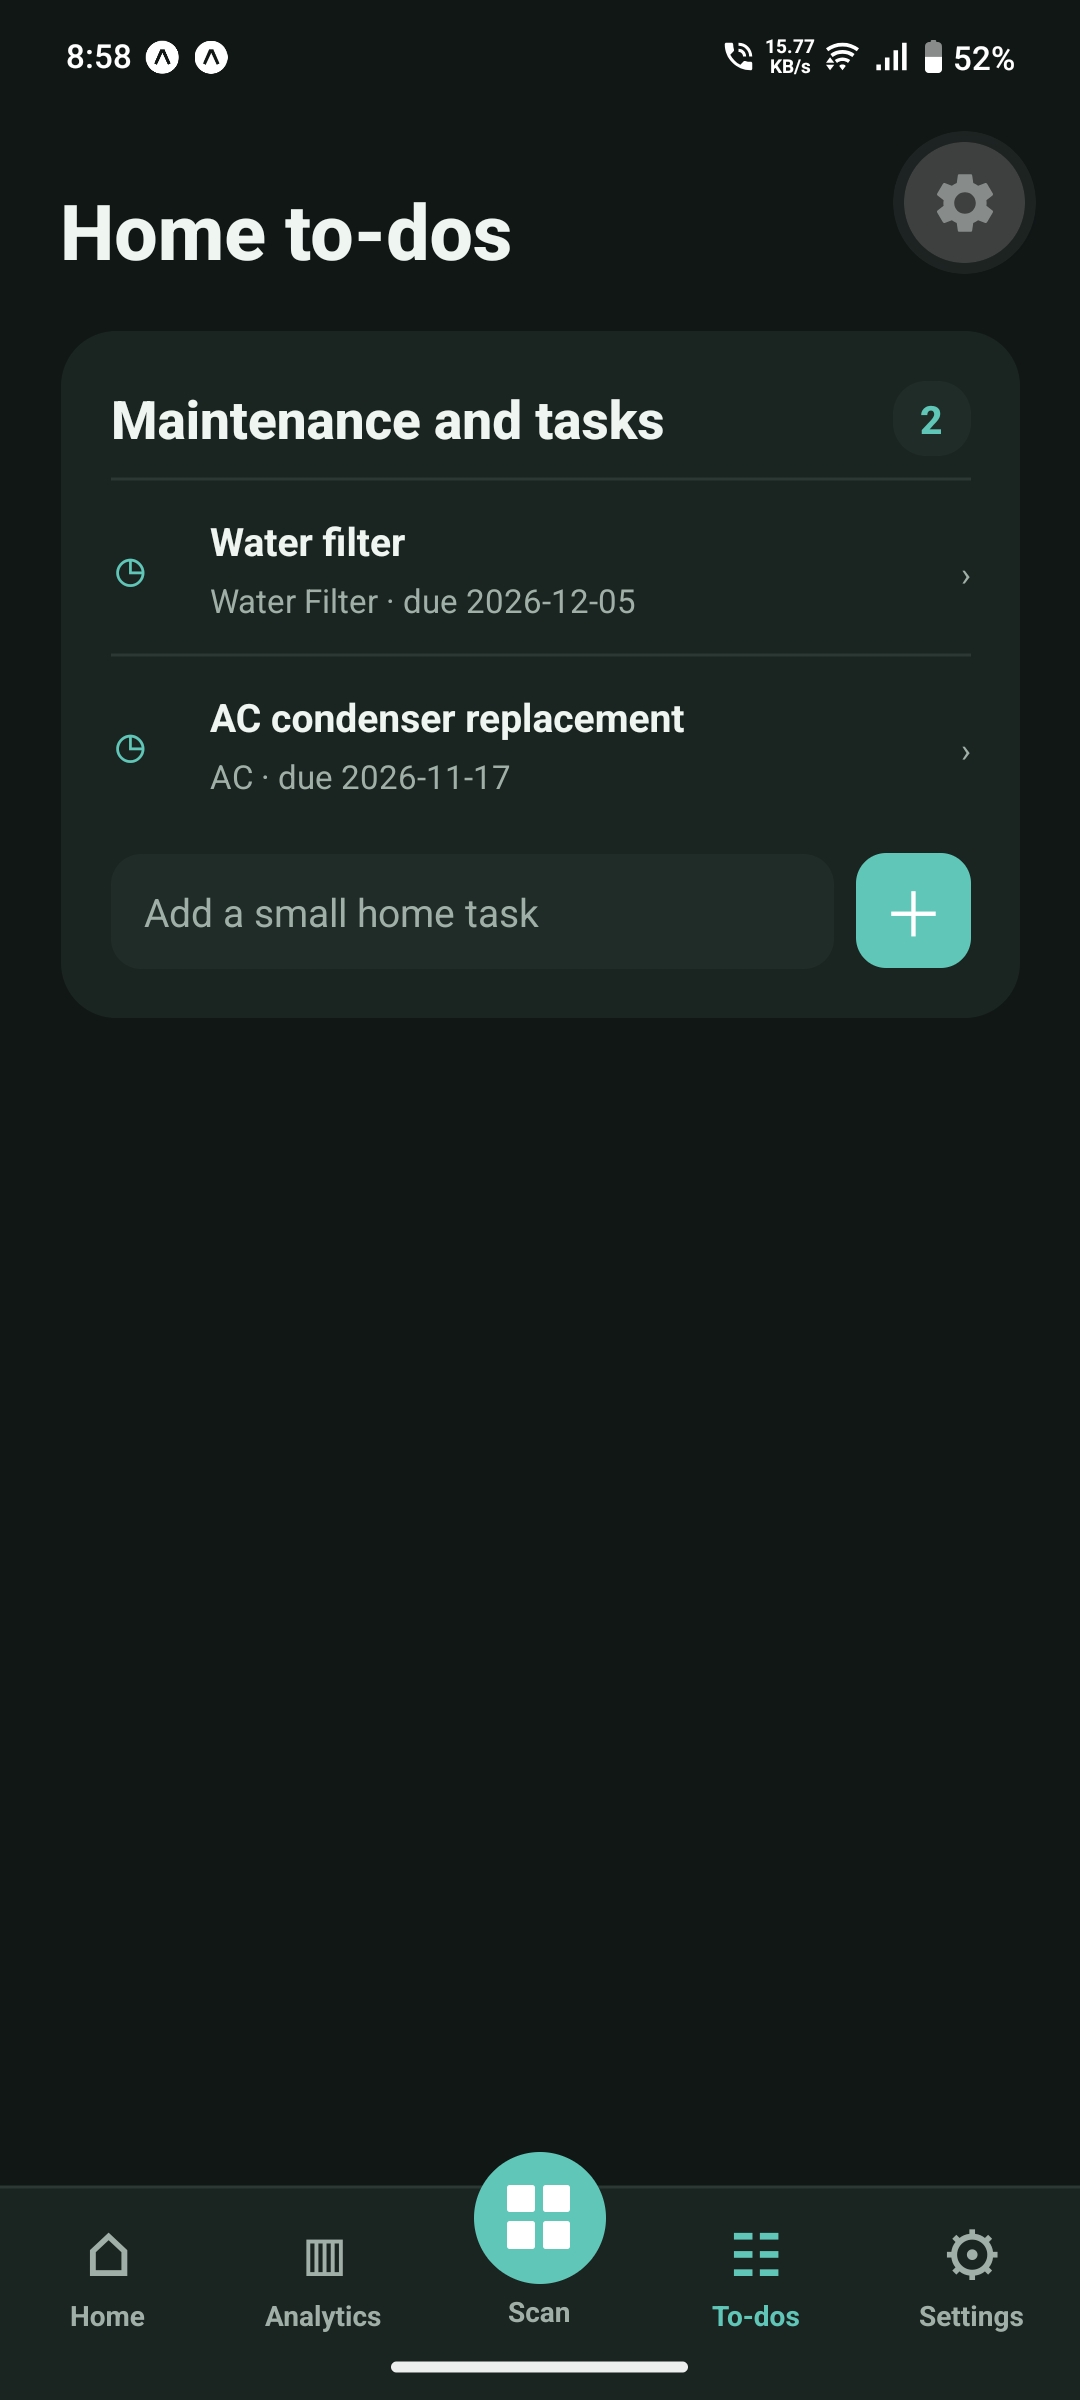 8:58
15.77
KB/s
52%
Home to-dos
Maintenance and tasks
2
Water filter
Water Filter · due 2026-12-05
›
AC condenser replacement
AC · due 2026-11-17
›
Add a small home task
Home
Analytics
Scan
To-dos
Settings